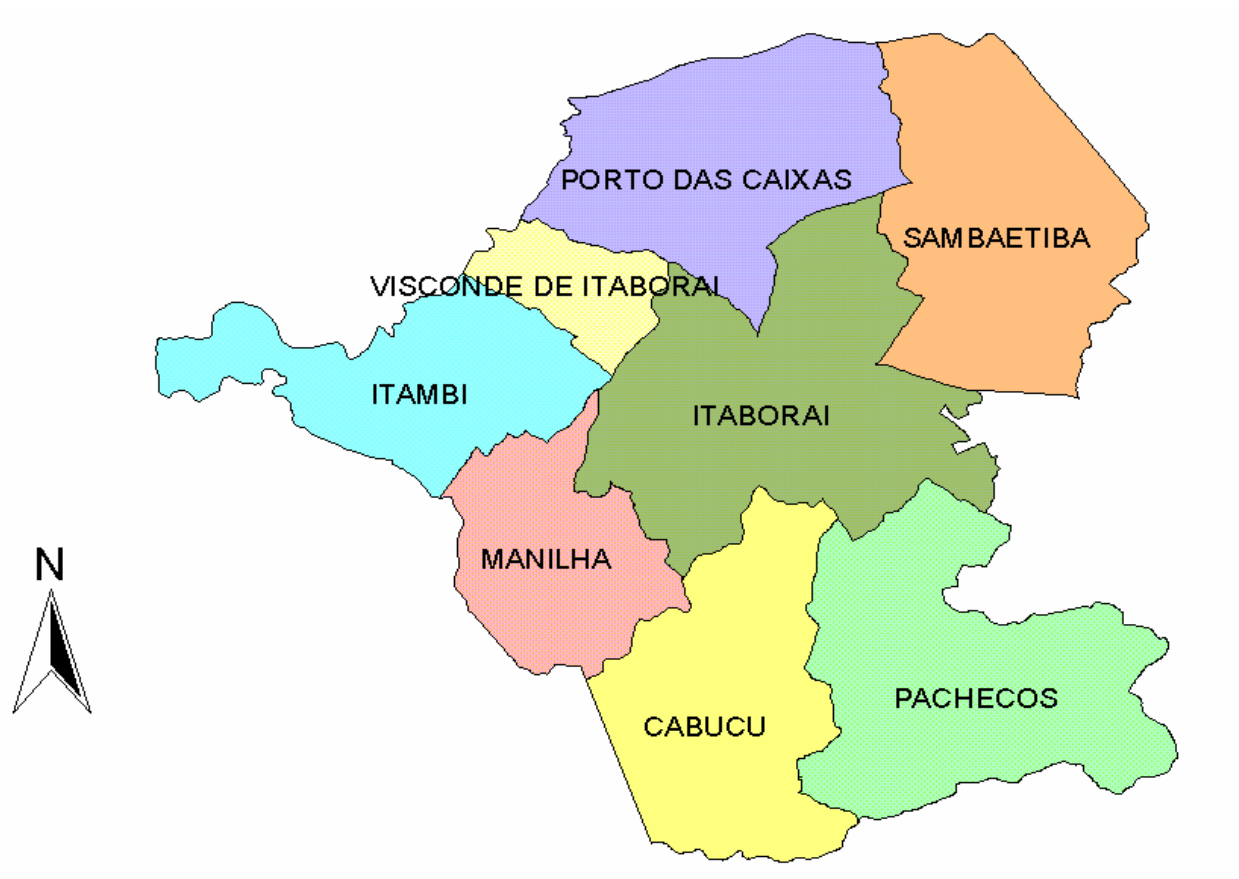 PORTO DAS CAIXAS
SAMBAETIBA
VISCONDE DE ITABORAI
ITAMBI
ITABORAI
N
MANILHA
PACHECOS
CABUCU